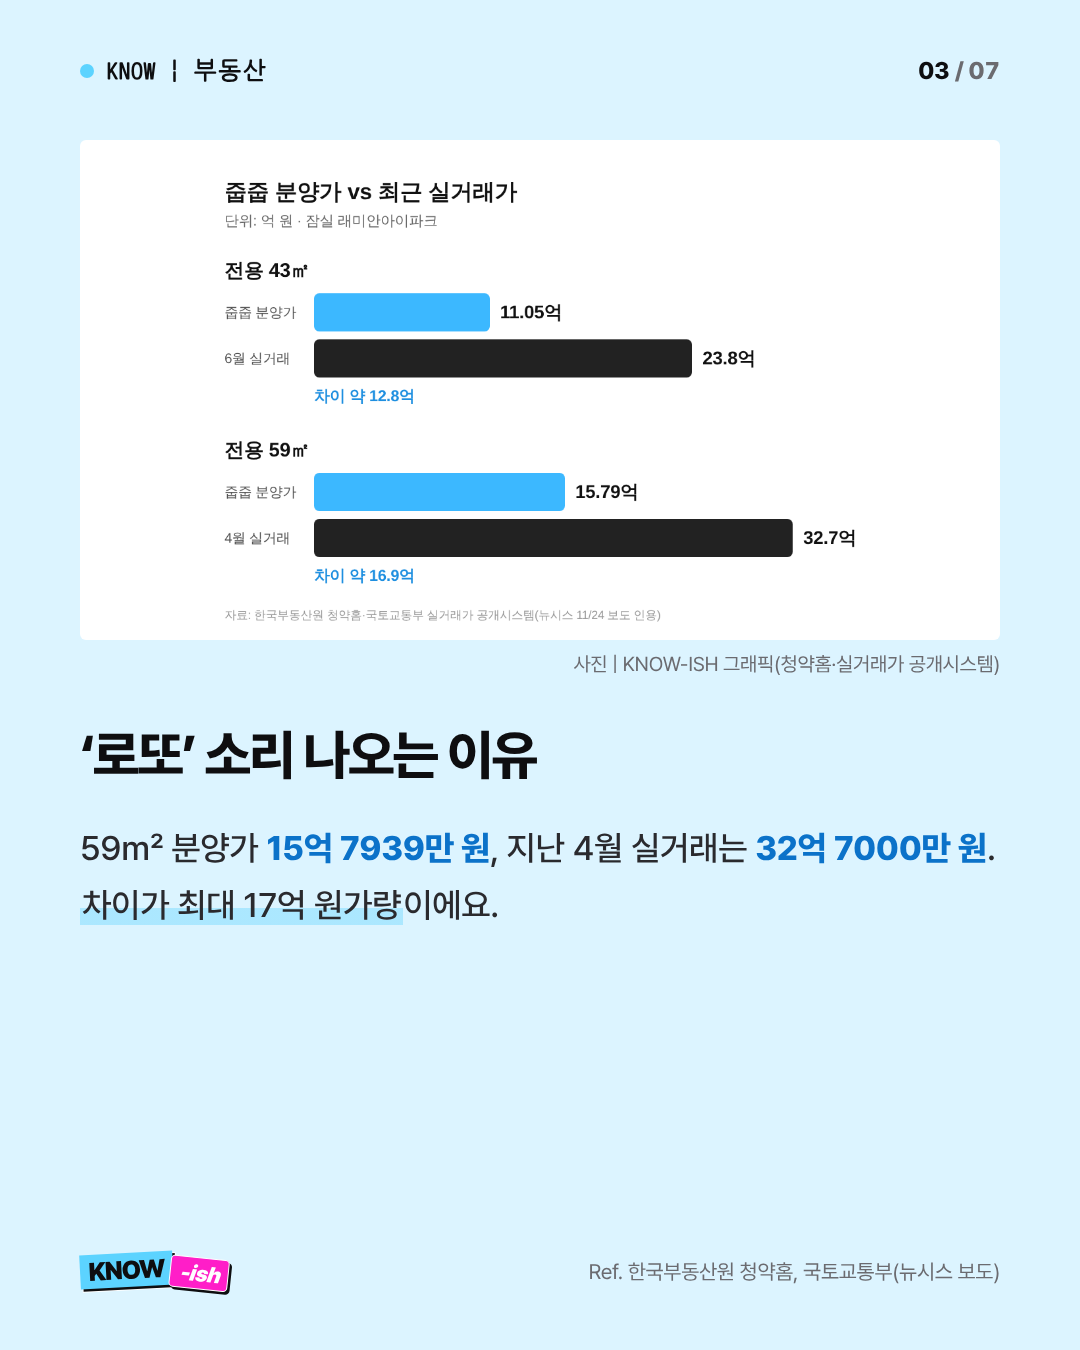 KNOW | 부동산
03 / 07
줍줍 분양가 vs 최근 실거래가
단위: 억 원 · 잠실 래미안아이파크
전용 43㎡
줍줍 분양가 11.05억
6월 실거래 23.8억
차이 약 12.8억
전용 59㎡
줍줍 분양가 15.79억
4월 실거래 32.7억
차이 약 16.9억
자료: 한국부동산원 청약홈·국토교통부 실거래가 공개시스템(뉴시스 11/24 보도 인용)
사진 | KNOW-ISH 그래픽(청약홈·실거래가 공개시스템)
‘로또’ 소리 나오는 이유
59m² 분양가 15억 7939만 원, 지난 4월 실거래는 32억 7000만 원.
차이가 최대 17억 원가량이에요.
KNOW -ish
Ref. 한국부동산원 청약홈, 국토교통부(뉴시스 보도)